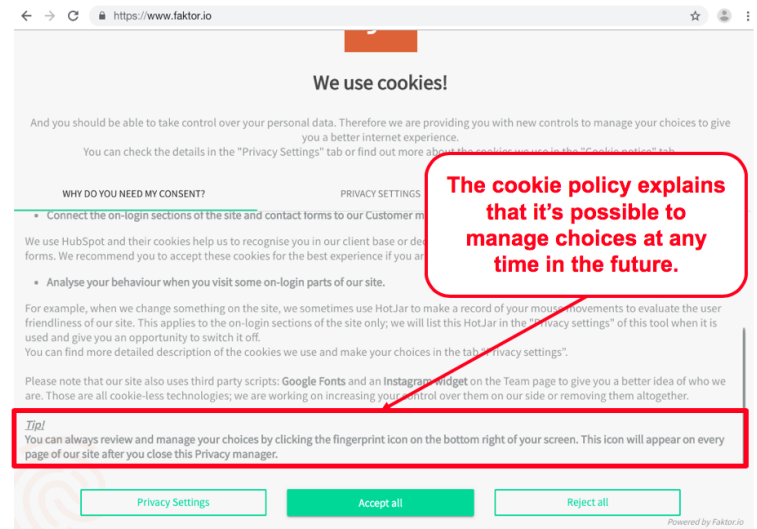 https://www.faktor.io
We use cookies!
And you should be able to take control over your personal data. Therefore we are providing you with new controls to manage your choices to give
you a better internet experience.
You can check the details in the "Privacy Settings" tab or find out more about the cookies we use in the "Cookie notice" tab
WHY DO YOU NEED MY CONSENT?
PRIVACY SETTINGS
The cookie policy explains
that it's possible to
manage choices at any
time in the future.
• Connect the on-login sections of the site and contact forms to our Customer
We use HubSpot and their cookies help us to recognise you in our client base or
forms. We recommend you to accept these cookies for the best experience if you
• Analyse your behaviour when you visit some on-login parts of our site.
For example, when we change something on the site, we sometimes use HotJar to make a record of your mouse movements to evaluate the user
friendliness of our site. This applies to the on-login sections of the site only; we will list this HotJar in the "Privacy settings" of this tool when it is
used and give you an opportunity to switch it off.
You can find more detailed description of the cookies we use and make your choices in the tab "Privacy settings".
Please note that our site also uses third party scripts: Google Fonts and an Instagram widget on the Team page to give you a better idea of who we
are. Those are all cookie-less technologies; we are working on increasing your control over them on our side or removing them altogether.
Tip!
You can always review and manage your choices by clicking the fingerprint icon on the bottom right of your screen. This icon will appear on every
page of our site after you close this Privacy manager.
Privacy Settings
Accept all
Reject all
Powered by Faktor.io